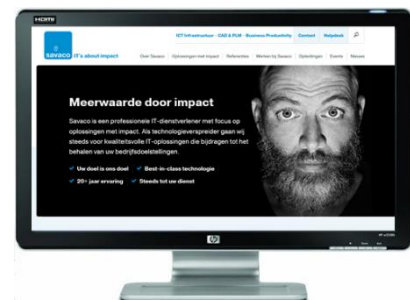 HDMI
ICT Infrastructuur · CAD & PLM · Business Productivity Contact Helpdesk
savaco IT's about impact
Over Savaco Oplossingen met impact Referenties Werken bij Savaco Opleidingen Events Nieuws
Meerwaarde door impact
Savaco is een professionele IT-dienstverlener met focus op
oplossingen met impact. Als technologieverspreider gaan wij
steeds voor kwaliteitsvolle IT-oplossingen die bijdragen tot het
behalen van uw bedrijfsdoelstellingen.
✓ Uw doel is ons doel ✓ Best-in-class technologie
✓ 20+ jaar ervaring ✓ Steeds tot uw dienst
hp